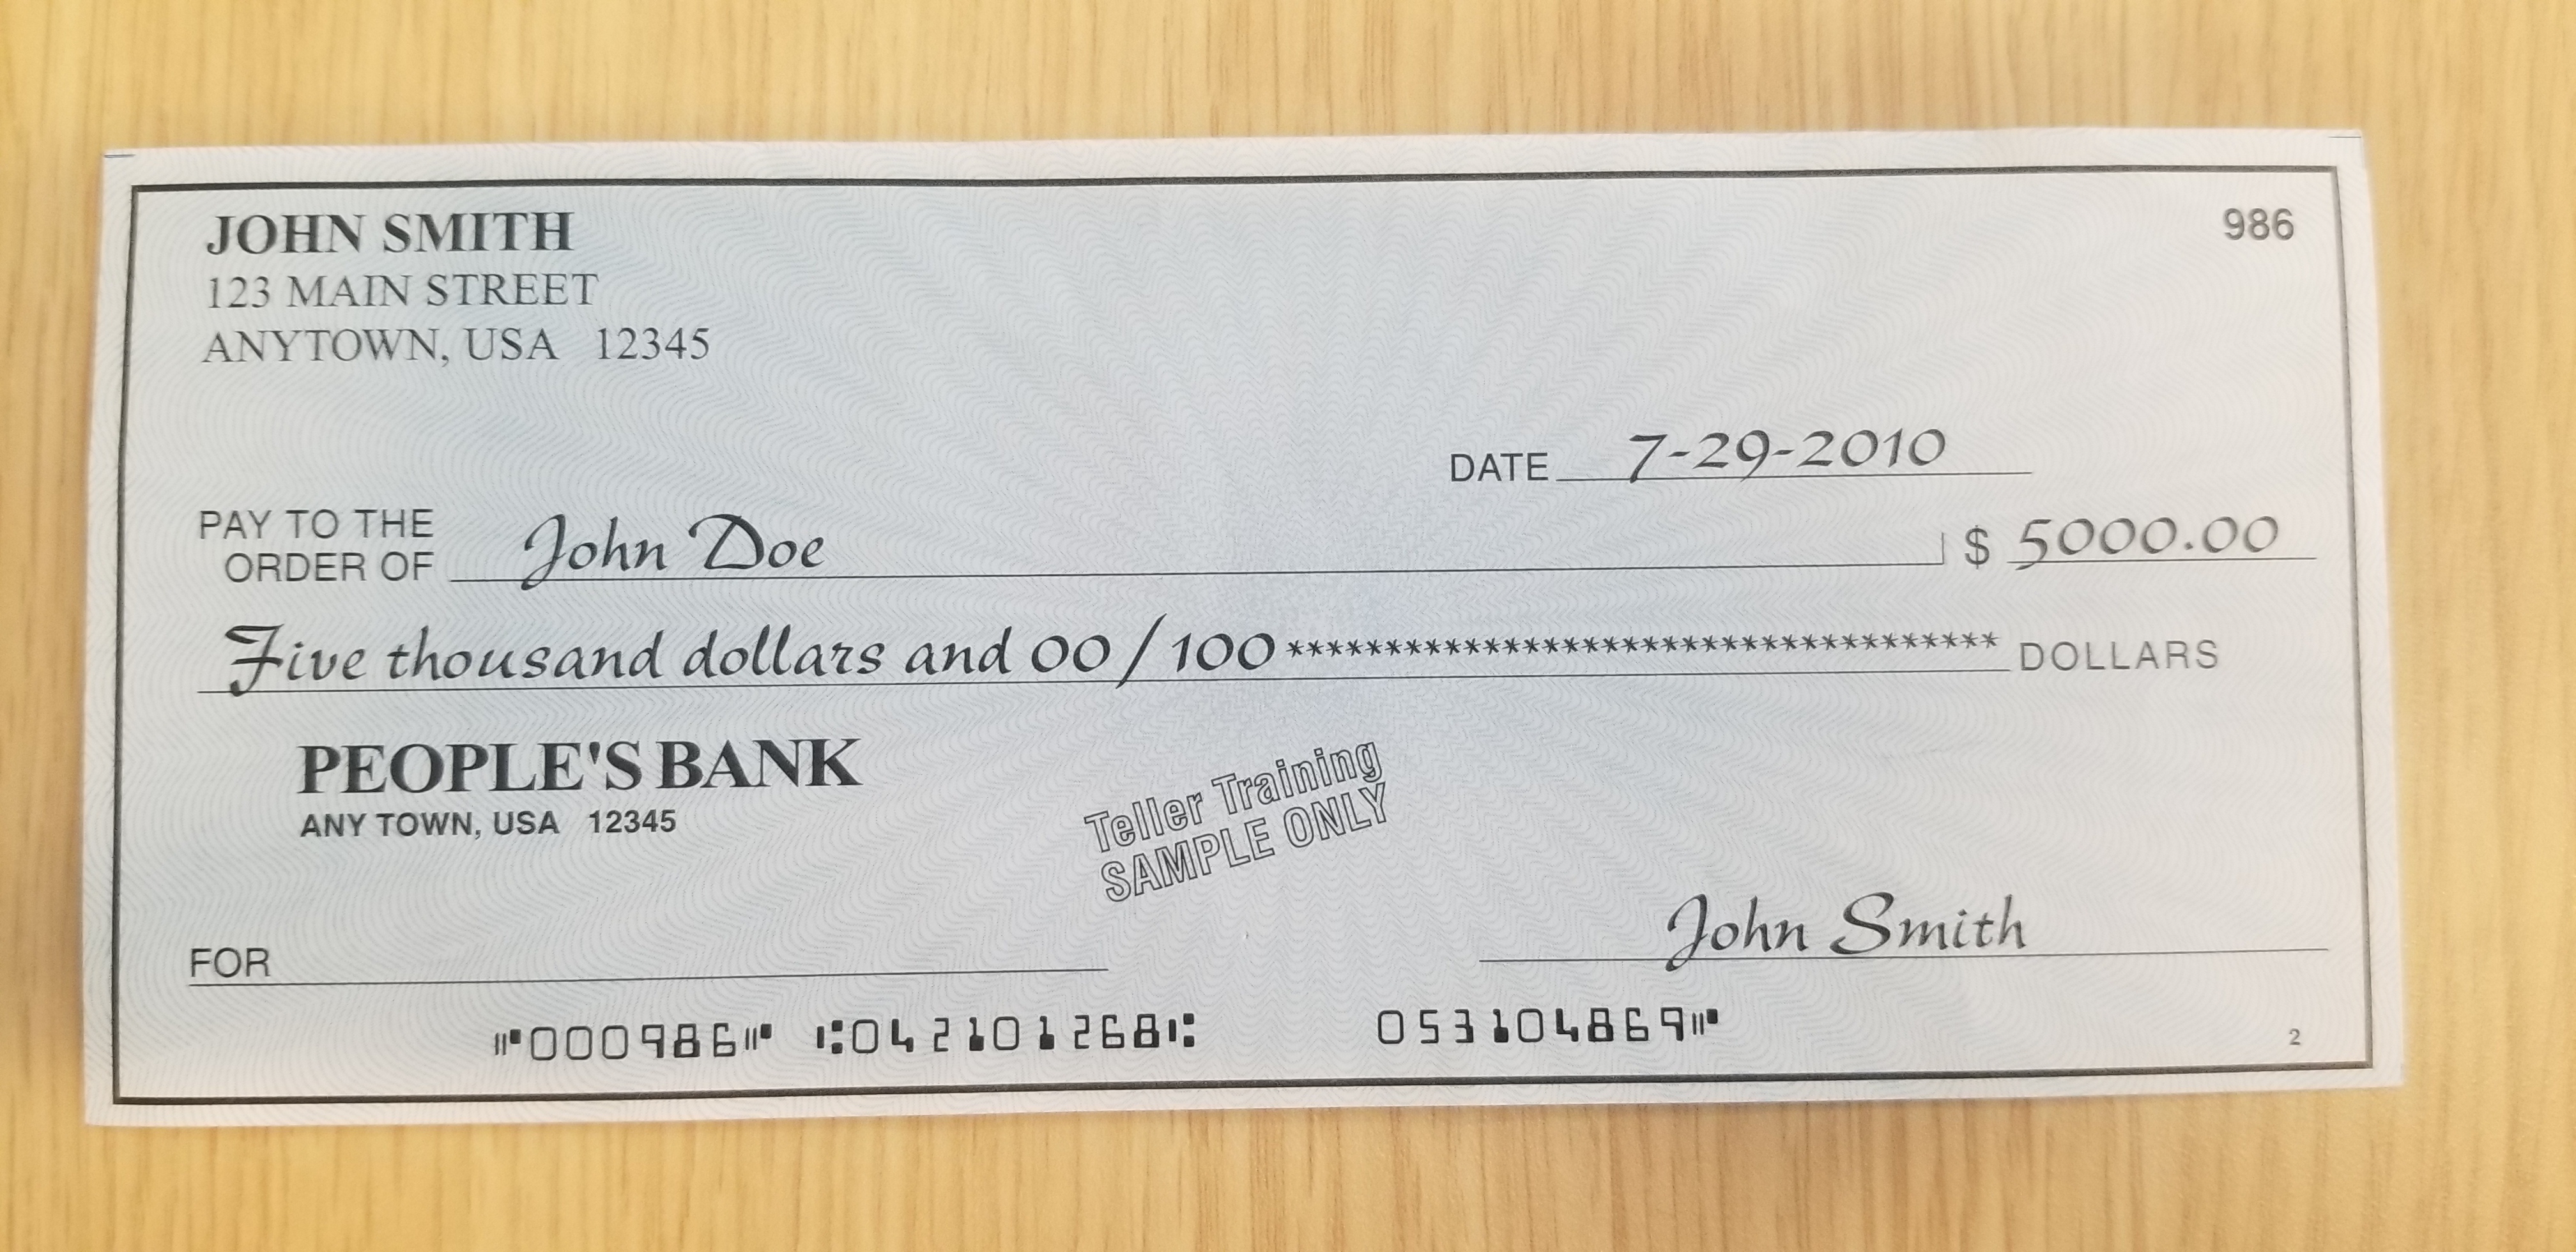 JOHN SMITH
986
123 MAIN STREET
ANYTOWN, USA 12345
DATE 7-29-2010
PAY TO THE
ORDER OF John Doe $ 5000.00
Five thousand dollars and 00/100************************************ DOLLARS
PEOPLE'S BANK
ANY TOWN, USA 12345
Teller Training
SAMPLE ONLY
FOR
John Smith
⑈000986⑈ ⑆042101268⑆ 053104869⑈
2